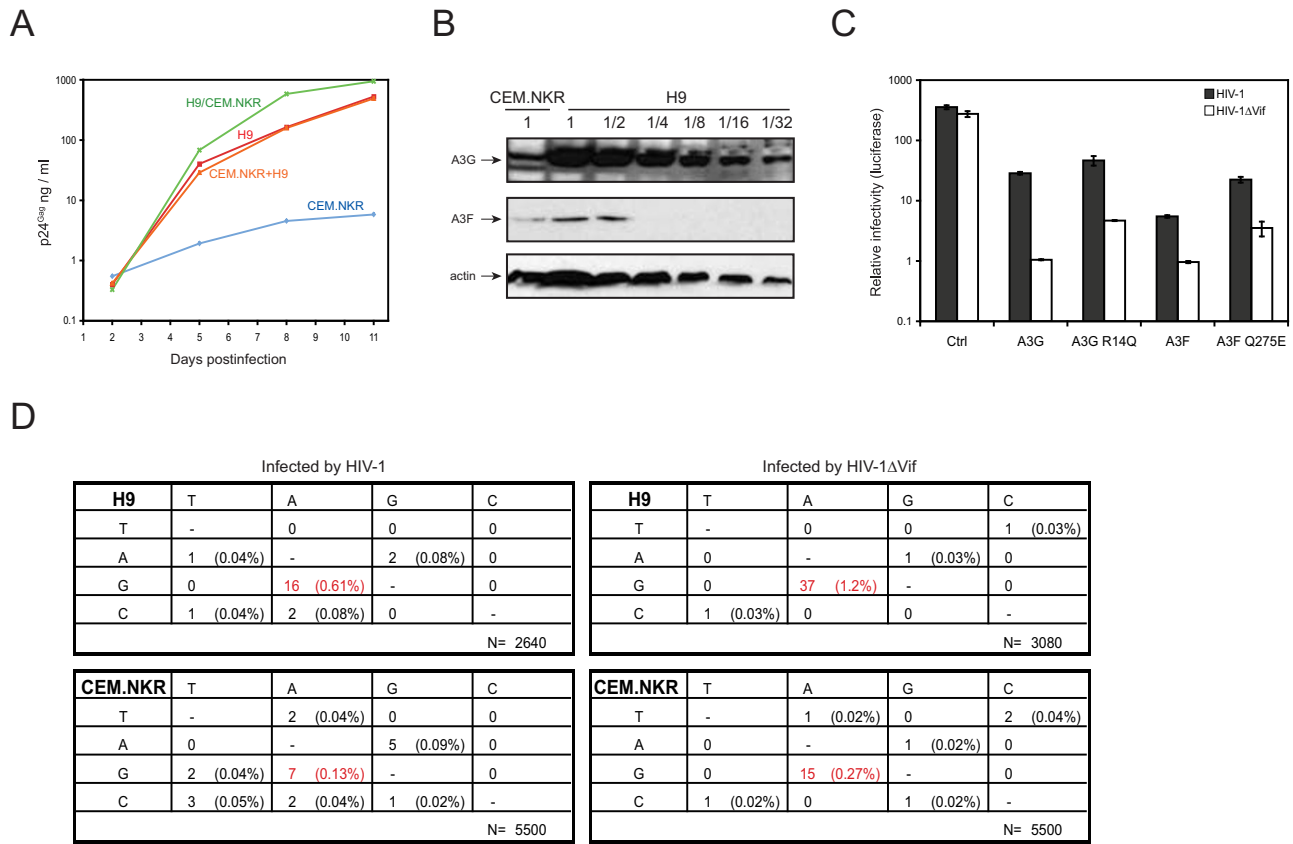 A
B
C
1000
100
10
1
0.1
p24Gag ng / ml
H9/CEM.NKR
H9
CEM.NKR+H9
CEM.NKR
1 2 3 4 5 6 7 8 9 10 11
Days postinfection
CEM.NKR H9
1 1 1/2 1/4 1/8 1/16 1/32
A3G
A3F
actin
1000
100
10
1
0.1
Relative infectivity (luciferase)
HIV-1
HIV-1ΔVif
Ctrl A3G A3G R14Q A3F A3F Q275E
D
Infected by HIV-1
H9 T A G C
T - 0 0 0
A 1 (0.04%) - 2 (0.08%) 0
G 0 16 (0.61%) - 0
C 1 (0.04%) 2 (0.08%) 0 -
N= 2640
CEM.NKR T A G C
T - 2 (0.04%) 0 0
A 0 - 5 (0.09%) 0
G 2 (0.04%) 7 (0.13%) - 0
C 3 (0.05%) 2 (0.04%) 1 (0.02%) -
N= 5500
Infected by HIV-1ΔVif
H9 T A G C
T - 0 0 1 (0.03%)
A 0 - 1 (0.03%) 0
G 0 37 (1.2%) - 0
C 1 (0.03%) 0 0 -
N= 3080
CEM.NKR T A G C
T - 1 (0.02%) 0 2 (0.04%)
A 0 - 1 (0.02%) 0
G 0 15 (0.27%) - 0
C 1 (0.02%) 0 1 (0.02%) -
N= 5500